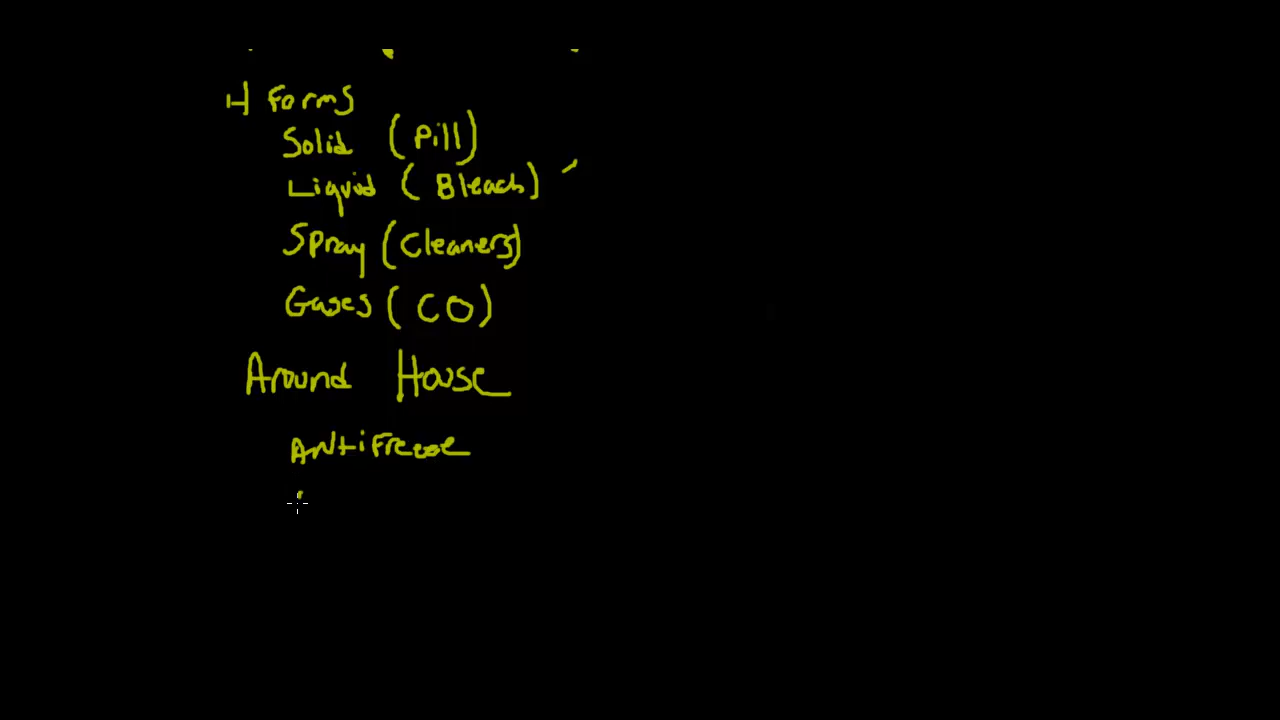 4 Forms
Solid (Pill)
Liquid (Bleach)
Spray (Cleaners)
Gases (CO)
Around House
Antifreeze